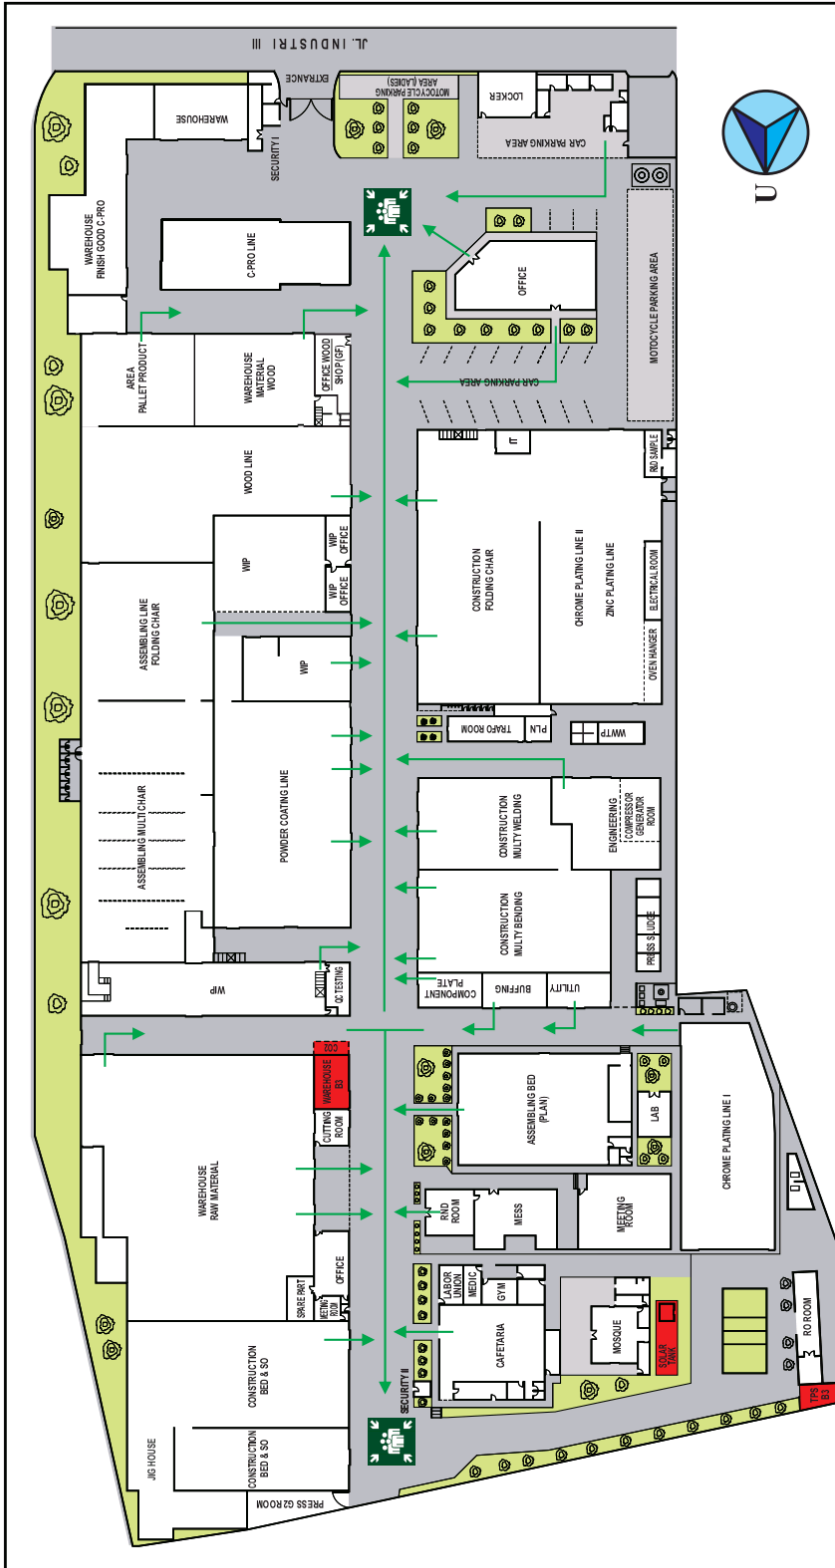 JL. INDUSTRI III
ENTRANCE
MOTOCYCLE PARKING
AREA (LADIES)
LOCKER
CAR PARKING AREA
WAREHOUSE
SECURITY I
WAREHOUSE
FINISH GOOD C-PRO
C-PRO LINE
U
OFFICE
MOTOCYCLE PARKING AREA
CAR PARKING AREA
AREA
PALLET PRODUCT
WAREHOUSE
MATERIAL
WOOD
OFFICE WOOD
SHOP (GF)
WOOD LINE
IT
R&D SAMPLE
WIP
WIP
OFFICE
WIP
OFFICE
CONSTRUCTION
FOLDING CHAIR
CHROME PLATING LINE II
ZINC PLATING LINE
ELECTRICAL ROOM
OVEN HANGER
ASSEMBLING LINE
FOLDING CHAIR
WIP
TRAFO ROOM
PLN
WWTP
ASSEMBLING MULTI CHAIR
POWDER COATING LINE
CONSTRUCTION
MULTY WELDING
ENGINEERING
COMPRESSOR
GENERATOR
ROOM
CONSTRUCTION
MULTY BENDING
PRESS SLUDGE
WIP
QC TESTING
COMPONENT
PLATE
BUFFING
UTILITY
CO2
WAREHOUSE
B3
CUTTING
ROOM
WAREHOUSE
RAW MATERIAL
ASSEMBLING BED
(PLAN)
LAB
CHROME PLATING LINE I
RND
ROOM
MESS
MEETING
ROOM
OFFICE
SPARE PART
MEETING
ROOM
LABOR
UNION
MEDIC
GYM
CAFETARIA
MOSQUE
SOLAR
TANK
RO ROOM
TPS
B3
SECURITY II
CONSTRUCTION
BED & SO
JIG HOUSE
CONSTRUCTION
BED & SO
PRESS G2 ROOM